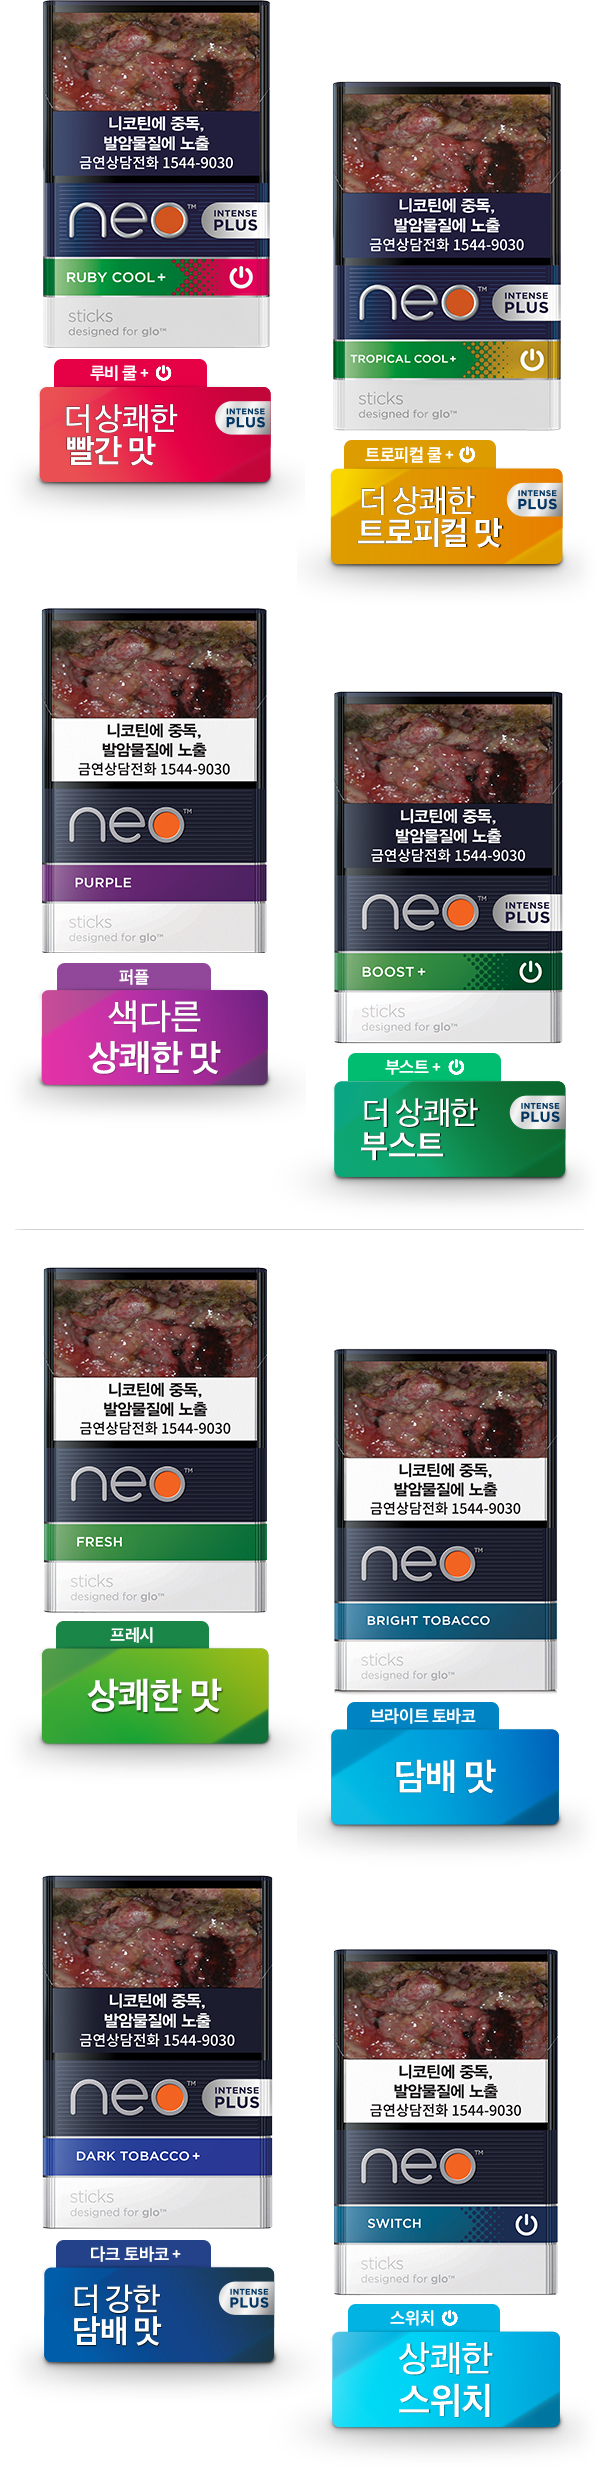 니코틴에 중독,
발암물질에 노출
금연상담전화 1544-9030
neo™
INTENSE
PLUS
RUBY COOL+
sticks
designed for glo™
루비 쿨 +
더 상쾌한
빨간 맛
INTENSE
PLUS
니코틴에 중독,
발암물질에 노출
금연상담전화 1544-9030
neo™
INTENSE
PLUS
TROPICAL COOL+
sticks
designed for glo™
트로피컬 쿨 +
더 상쾌한
트로피컬 맛
INTENSE
PLUS
니코틴에 중독,
발암물질에 노출
금연상담전화 1544-9030
neo™
PURPLE
sticks
designed for glo™
퍼플
색다른
상쾌한 맛
니코틴에 중독,
발암물질에 노출
금연상담전화 1544-9030
neo™
INTENSE
PLUS
BOOST+
sticks
designed for glo™
부스트 +
더 상쾌한
부스트
INTENSE
PLUS
니코틴에 중독,
발암물질에 노출
금연상담전화 1544-9030
neo™
FRESH
sticks
designed for glo™
프레시
상쾌한 맛
니코틴에 중독,
발암물질에 노출
금연상담전화 1544-9030
neo™
BRIGHT TOBACCO
sticks
designed for glo™
브라이트 토바코
담배 맛
니코틴에 중독,
발암물질에 노출
금연상담전화 1544-9030
neo™
INTENSE
PLUS
DARK TOBACCO+
sticks
designed for glo™
다크 토바코 +
더 강한
담배 맛
INTENSE
PLUS
니코틴에 중독,
발암물질에 노출
금연상담전화 1544-9030
neo™
SWITCH
sticks
designed for glo™
스위치
상쾌한
스위치